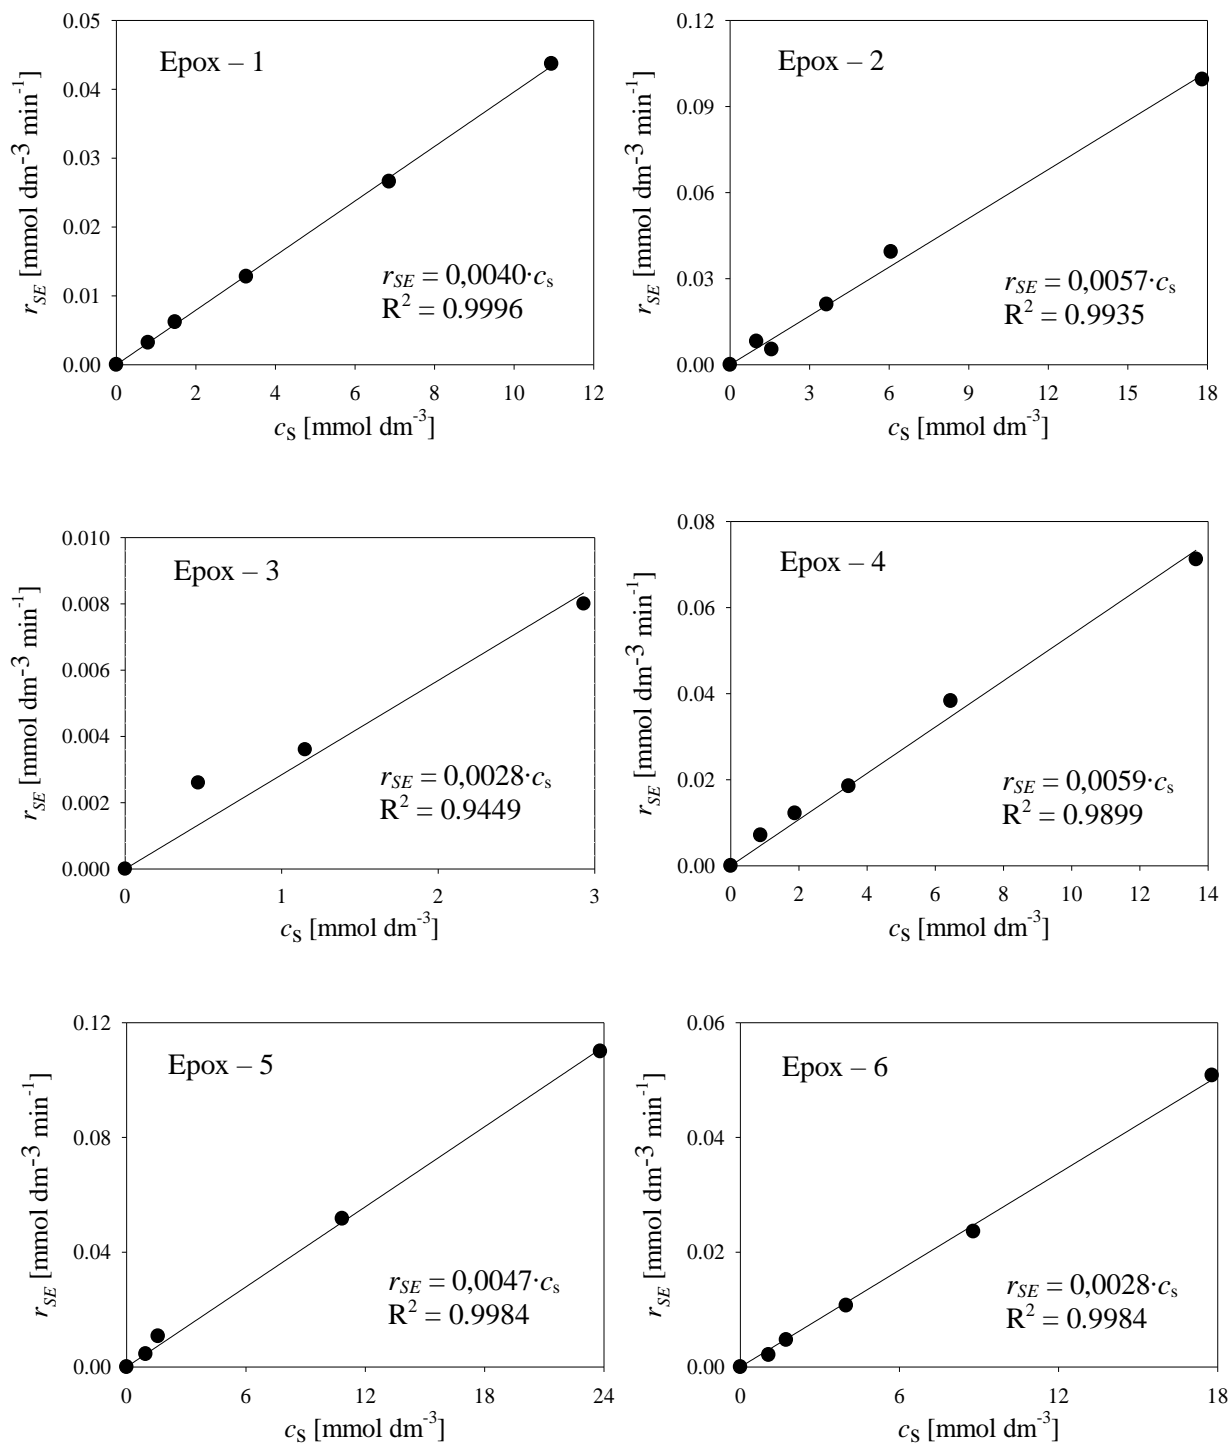 Epox – 1
r_SE [mmol dm⁻³ min⁻¹]
0.05
0.04
0.03
0.02
0.01
0.00
r_SE = 0,0040·c_s
R² = 0.9996
0 2 4 6 8 10 12
c_S [mmol dm⁻³]
Epox – 2
r_SE [mmol dm⁻³ min⁻¹]
0.12
0.09
0.06
0.03
0.00
r_SE = 0,0057·c_s
R² = 0.9935
0 3 6 9 12 15 18
c_S [mmol dm⁻³]
Epox – 3
r_SE [mmol dm⁻³ min⁻¹]
0.010
0.008
0.006
0.004
0.002
0.000
r_SE = 0,0028·c_s
R² = 0.9449
0 1 2 3
c_S [mmol dm⁻³]
Epox – 4
r_SE [mmol dm⁻³ min⁻¹]
0.08
0.06
0.04
0.02
0.00
r_SE = 0,0059·c_s
R² = 0.9899
0 2 4 6 8 10 12 14
c_S [mmol dm⁻³]
Epox – 5
r_SE [mmol dm⁻³ min⁻¹]
0.12
0.08
0.04
0.00
r_SE = 0,0047·c_s
R² = 0.9984
0 6 12 18 24
c_S [mmol dm⁻³]
Epox – 6
r_SE [mmol dm⁻³ min⁻¹]
0.06
0.04
0.02
0.00
r_SE = 0,0028·c_s
R² = 0.9984
0 6 12 18
c_S [mmol dm⁻³]